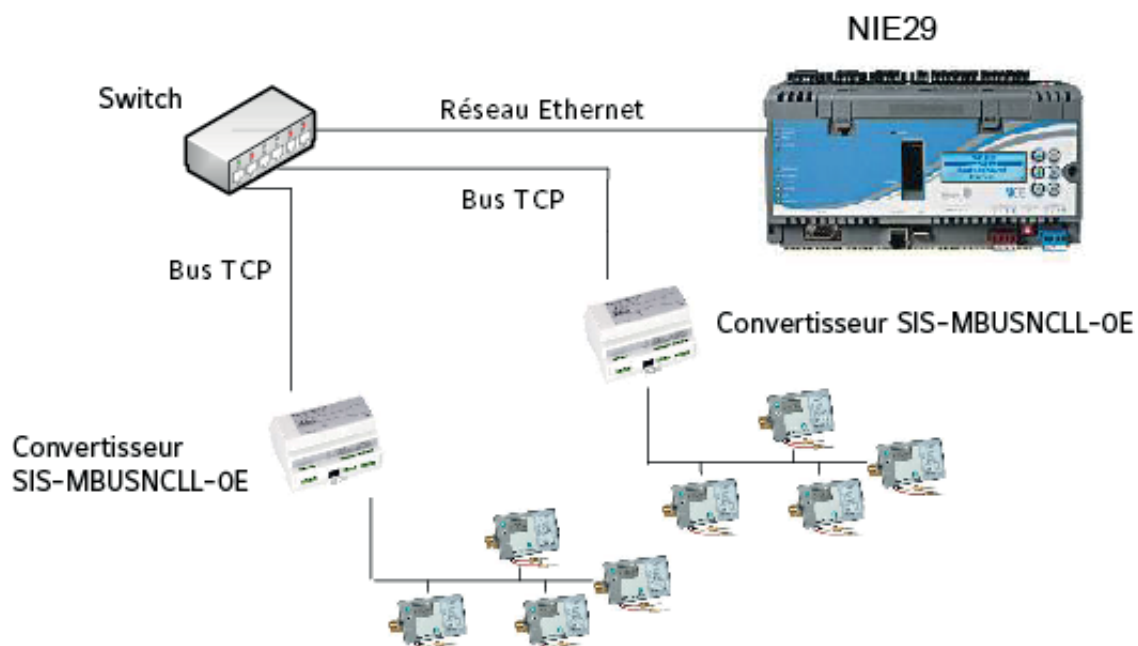 NIE29
Switch
Réseau Ethernet
Bus TCP
Bus TCP
Convertisseur SIS-MBUSNCLL-0E
Convertisseur
SIS-MBUSNCLL-0E